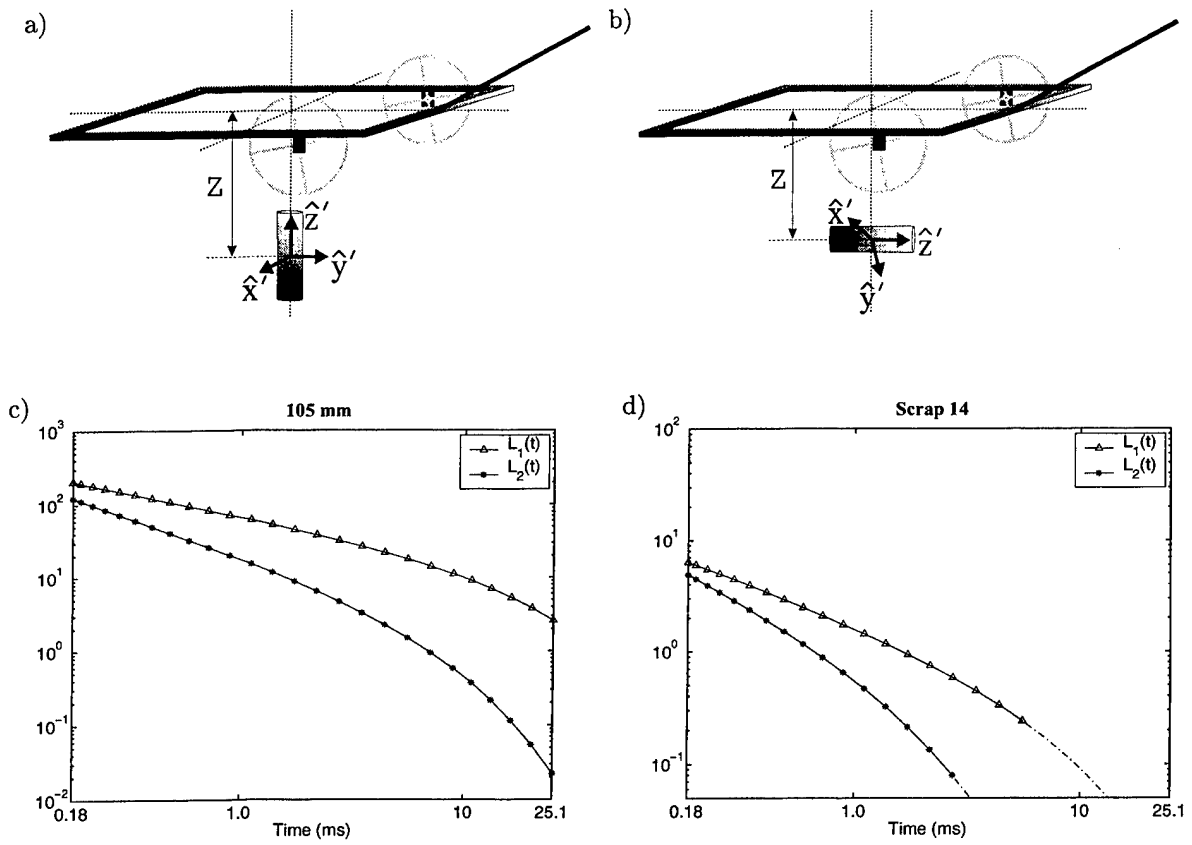 a)
Z
ẑ′
ŷ′
x̂′
b)
Z
x̂′
ẑ′
ŷ′
c)
105 mm
L₁(t)
L₂(t)
10³
10²
10¹
10⁰
10⁻¹
10⁻²
0.18
1.0
10
25.1
Time (ms)
d)
Scrap 14
L₁(t)
L₂(t)
10²
10¹
10⁰
10⁻¹
0.18
1.0
10
25.1
Time (ms)